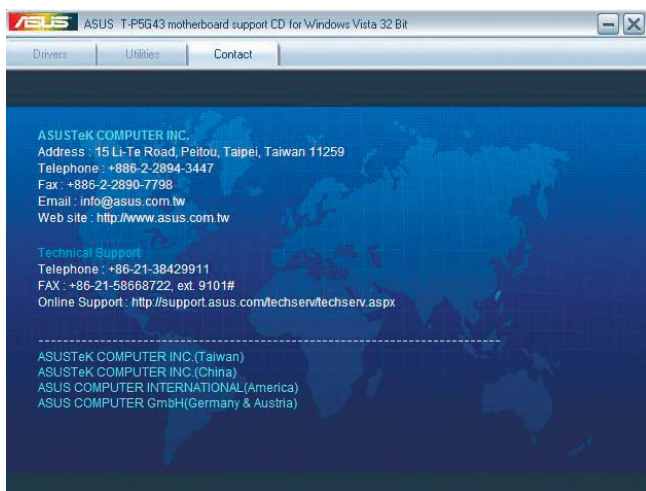 ASUS ASUS T-P5G43 motherboard support CD for Windows Vista 32 Bit
Drivers Utilities Contact
ASUSTeK COMPUTER INC.
Address : 15 Li-Te Road, Peitou, Taipei, Taiwan 11259
Telephone : +886-2-2894-3447
Fax : +886-2-2890-7798
Email : info@asus.com.tw
Web site : http://www.asus.com.tw
Technical Support
Telephone : +86-21-38429911
FAX : +86-21-58668722, ext. 9101#
Online Support : http://support.asus.com/techserv/techserv.aspx
ASUSTeK COMPUTER INC.(Taiwan)
ASUSTeK COMPUTER INC.(China)
ASUS COMPUTER INTERNATIONAL(America)
ASUS COMPUTER GmbH(Germany & Austria)